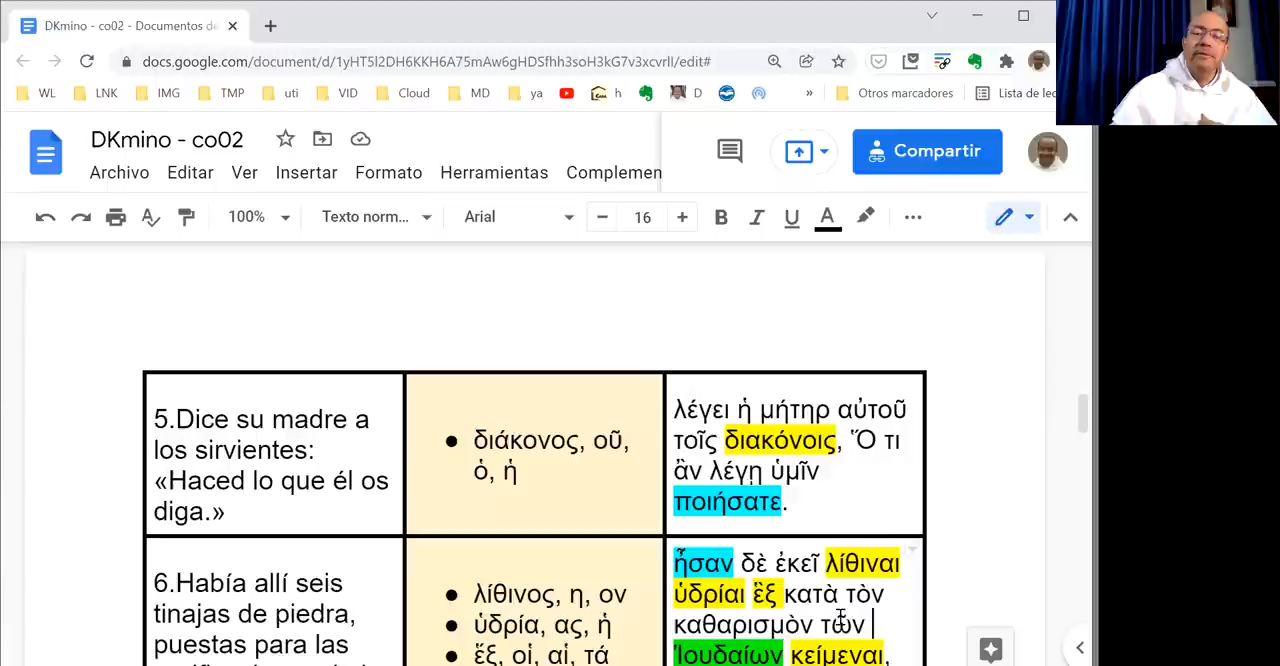 DKmino - co02 - Documentos de
docs.google.com/document/d/1yHT5l2DH6KKH6A75mAw6gHDSfhh3soH3kG7v3xcvrlI/edit#
WL LNK IMG TMP uti VID Cloud MD ya h D » Otros marcadores Lista de lec
DKmino - co02
Compartir
Archivo Editar Ver Insertar Formato Herramientas Complemen
100% Texto norm... Arial 16 B I U A
5.Dice su madre a
los sirvientes:
«Haced lo que él os
diga.»
διάκονος, οῦ,
ὁ, ἡ
λέγει ἡ μήτηρ αὐτοῦ
τοῖς διακόνοις, Ὅ τι
ἂν λέγῃ ὑμῖν
ποιήσατε.
6.Había allí seis
tinajas de piedra,
puestas para las
λίθινος, η, ον
ὑδρία, ας, ἡ
ἕξ, οἱ, αἱ, τά
ἦσαν δὲ ἐκεῖ λίθιναι
ὑδρίαι ἓξ κατὰ τὸν
καθαρισμὸν τῶν
Ἰουδαίων κείμεναι,